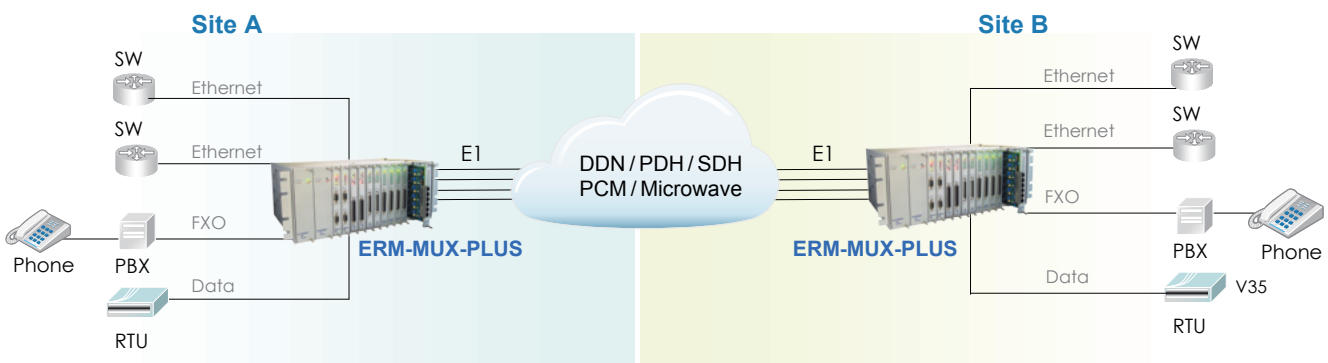 Site A
Site B
SW
Ethernet
Ethernet
SW
SW
Ethernet
Ethernet
SW
E1
DDN / PDH / SDH
PCM / Microwave
E1
FXO
FXO
ERM-MUX-PLUS
ERM-MUX-PLUS
Phone
PBX
PBX
Phone
Data
Data
V35
RTU
RTU